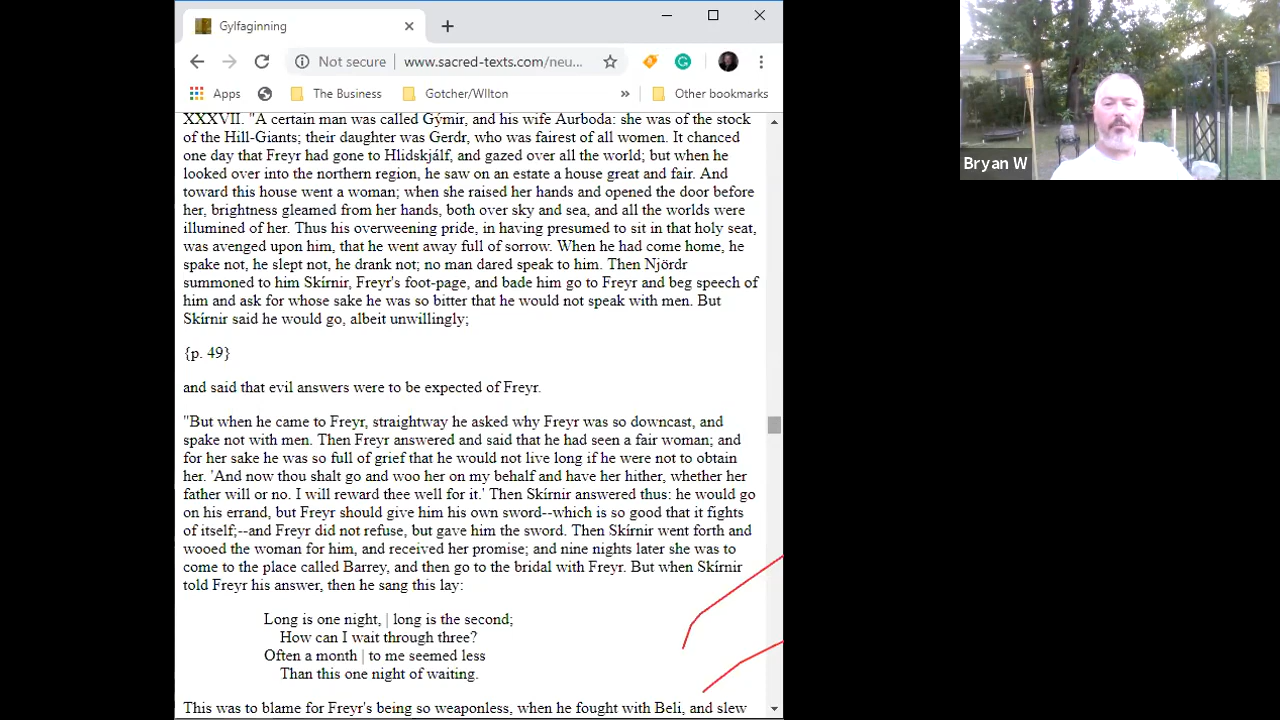 Gylfaginning
Not secure
www.sacred-texts.com/neu...
Apps
The Business
Gotcher/WIlton
»
Other bookmarks
XXXVII. "A certain man was called Gýmir, and his wife Aurboda: she was of the stock
of the Hill-Giants; their daughter was Gerdr, who was fairest of all women. It chanced
one day that Freyr had gone to Hlidskjálf, and gazed over all the world; but when he
looked over into the northern region, he saw on an estate a house great and fair. And
toward this house went a woman; when she raised her hands and opened the door before
her, brightness gleamed from her hands, both over sky and sea, and all the worlds were
illumined of her. Thus his overweening pride, in having presumed to sit in that holy seat,
was avenged upon him, that he went away full of sorrow. When he had come home, he
spake not, he slept not, he drank not; no man dared speak to him. Then Njördr
summoned to him Skírnir, Freyr's foot-page, and bade him go to Freyr and beg speech of
him and ask for whose sake he was so bitter that he would not speak with men. But
Skírnir said he would go, albeit unwillingly;
{p. 49}
and said that evil answers were to be expected of Freyr.
"But when he came to Freyr, straightway he asked why Freyr was so downcast, and
spake not with men. Then Freyr answered and said that he had seen a fair woman; and
for her sake he was so full of grief that he would not live long if he were not to obtain
her. 'And now thou shalt go and woo her on my behalf and have her hither, whether her
father will or no. I will reward thee well for it.' Then Skírnir answered thus: he would go
on his errand, but Freyr should give him his own sword--which is so good that it fights
of itself;--and Freyr did not refuse, but gave him the sword. Then Skírnir went forth and
wooed the woman for him, and received her promise; and nine nights later she was to
come to the place called Barrey, and then go to the bridal with Freyr. But when Skírnir
told Freyr his answer, then he sang this lay:
Long is one night, | long is the second;
How can I wait through three?
Often a month | to me seemed less
Than this one night of waiting.
This was to blame for Freyr's being so weaponless, when he fought with Beli, and slew
Bryan W